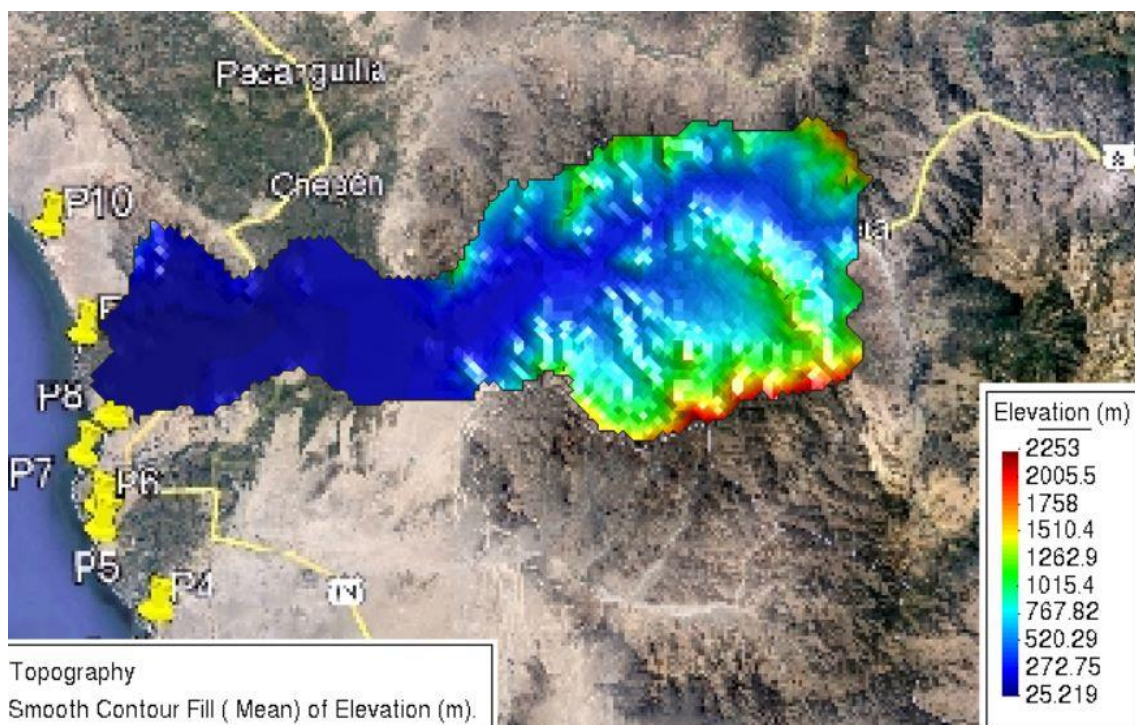 Pacanguilla
P10
Chepén
P8
P7
P6
P5
P4
Elevation (m)
2253
2005.5
1758
1510.4
1262.9
1015.4
767.82
520.29
272.75
25.219
Topography
Smooth Contour Fill ( Mean) of Elevation (m).